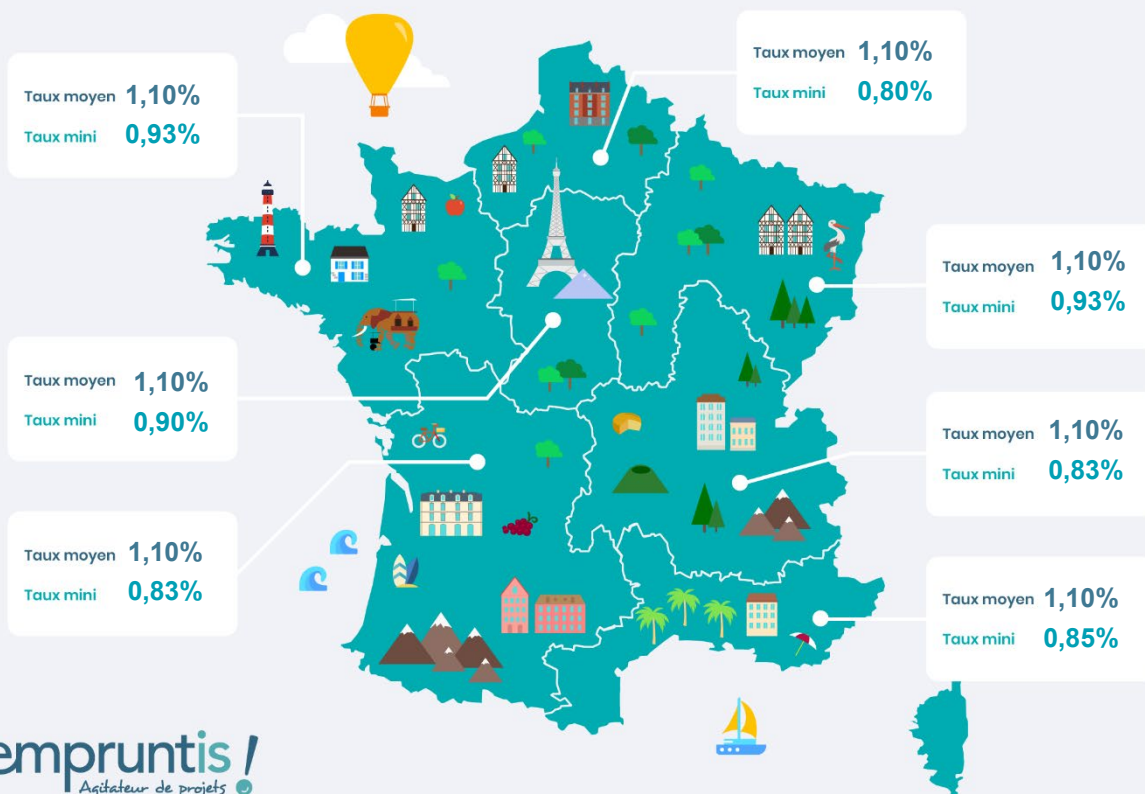 Taux moyen 1,10%
Taux mini 0,93%
Taux moyen 1,10%
Taux mini 0,80%
Taux moyen 1,10%
Taux mini 0,93%
Taux moyen 1,10%
Taux mini 0,90%
Taux moyen 1,10%
Taux mini 0,83%
Taux moyen 1,10%
Taux mini 0,83%
Taux moyen 1,10%
Taux mini 0,85%
empruntis !
Agitateur de projets